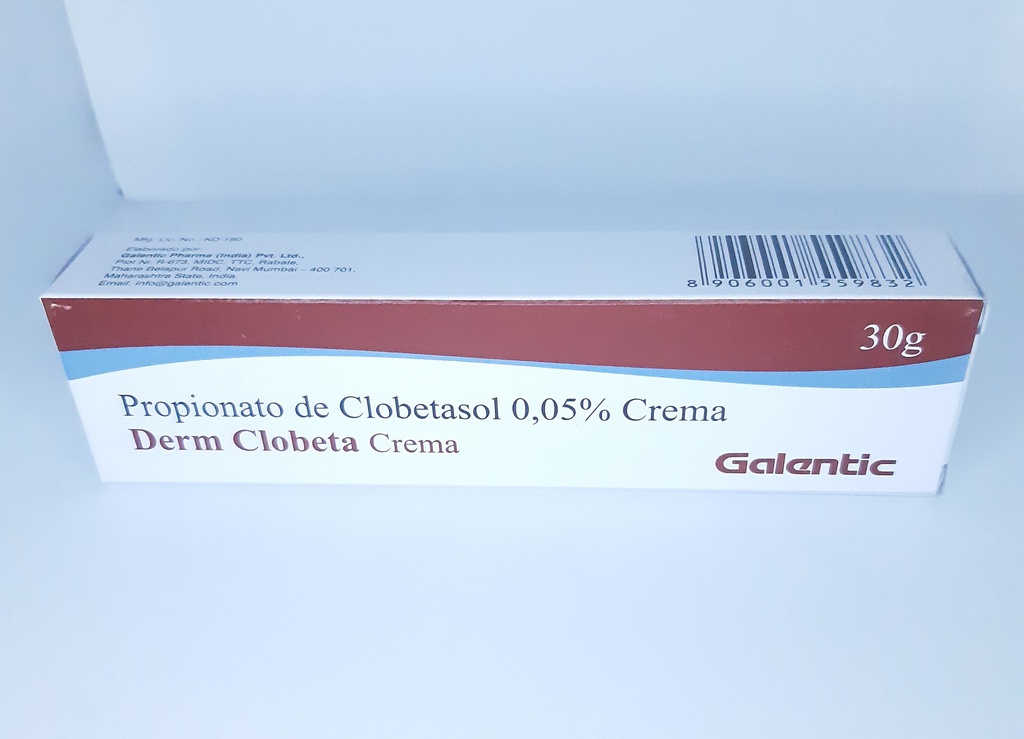 Mfg. Lic. No.: KD-190
Elaborado por:
Galentic Pharma (India) Pvt. Ltd.,
Plot Nr. R-673, MIDC, TTC, Rabale,
Thane Belapur Road, Navi Mumbai - 400 701,
Maharashtra State, India.
Email: info@galentic.com
8 906001 559832
30g
Propionato de Clobetasol 0,05% Crema
Derm Clobeta Crema
Galentic